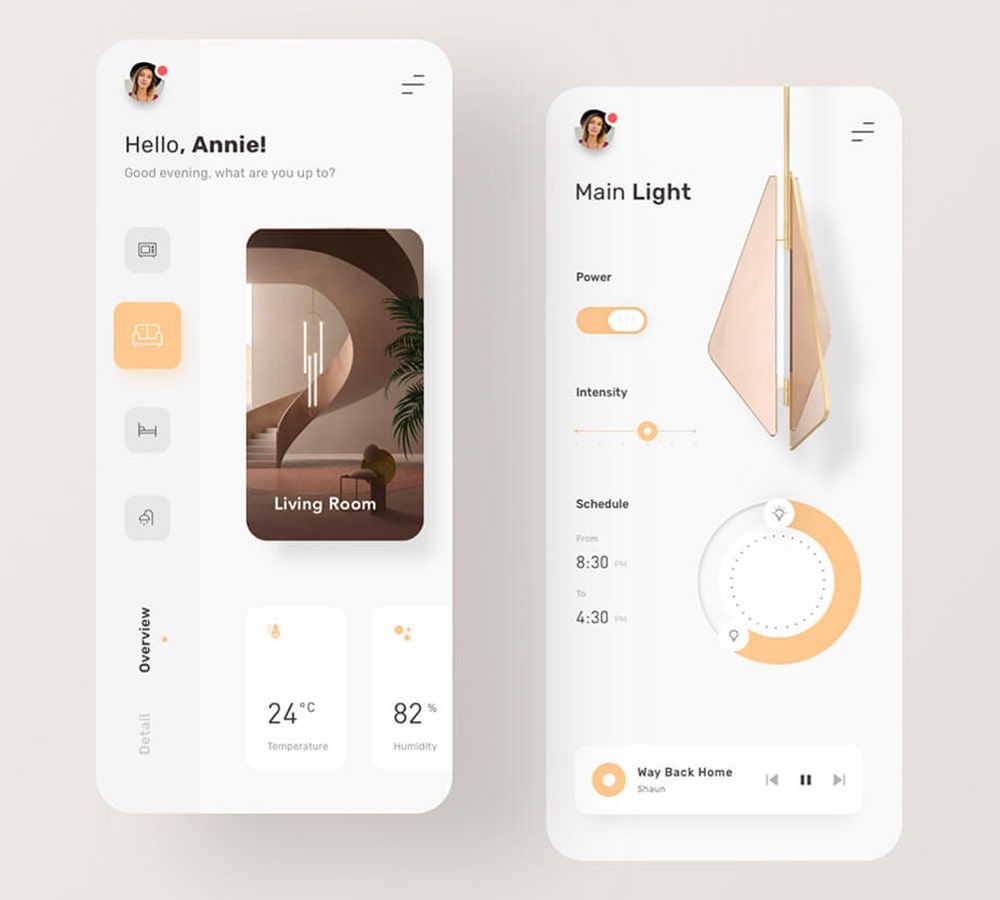 Hello, Annie!
Good evening, what are you up to?
Living Room
Overview
Detail
24°C
Temperature
82 %
Humidity
Main Light
Power
Intensity
Schedule
From
8:30 PM
To
4:30 PM
Way Back Home
Shaun